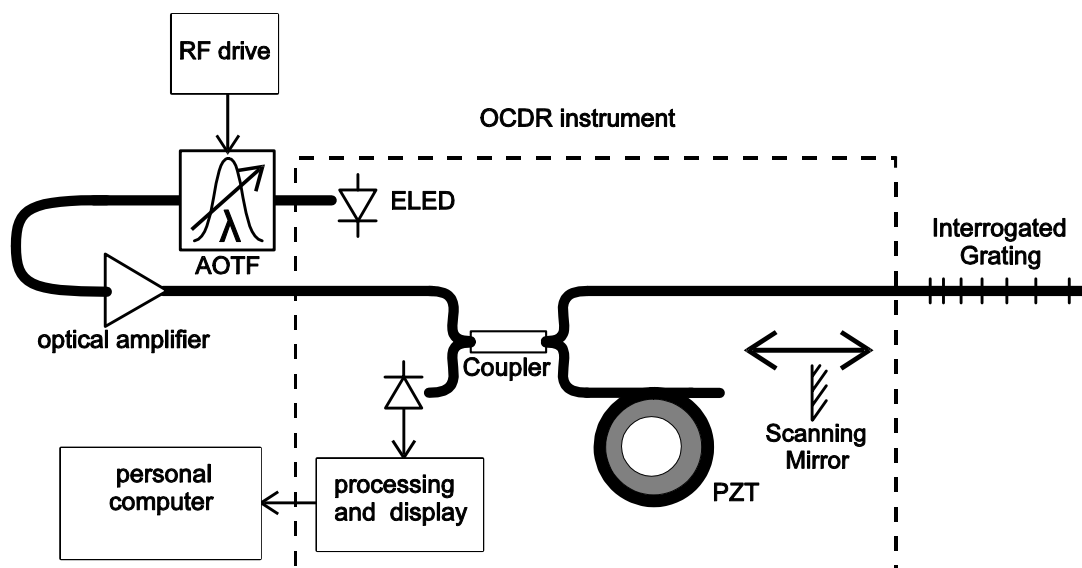 RF drive
OCDR instrument
λ
AOTF
ELED
Interrogated
Grating
optical amplifier
Coupler
Scanning
Mirror
PZT
personal
computer
processing
and display